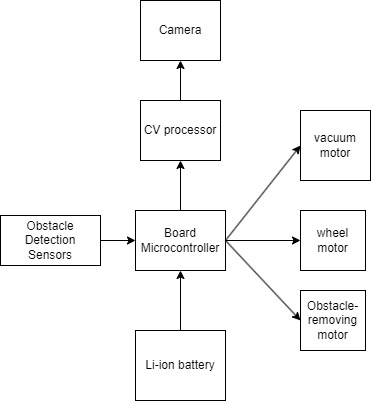 Camera
CV processor
vacuum
motor
Obstacle
Detection
Sensors
Board
Microcontroller
wheel
motor
Obstacle-
removing
motor
Li-ion battery